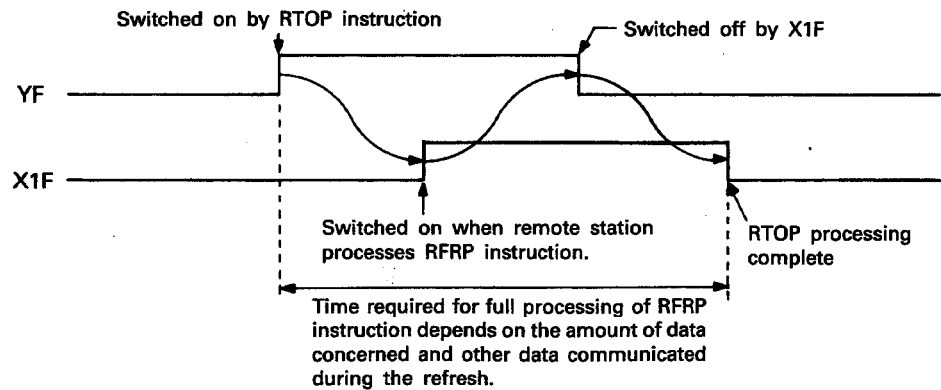 Switched on by RTOP instruction
Switched off by X1F
YF
X1F
Switched on when remote station
processes RFRP instruction.
RTOP processing
complete
Time required for full processing of RFRP
instruction depends on the amount of data
concerned and other data communicated
during the refresh.